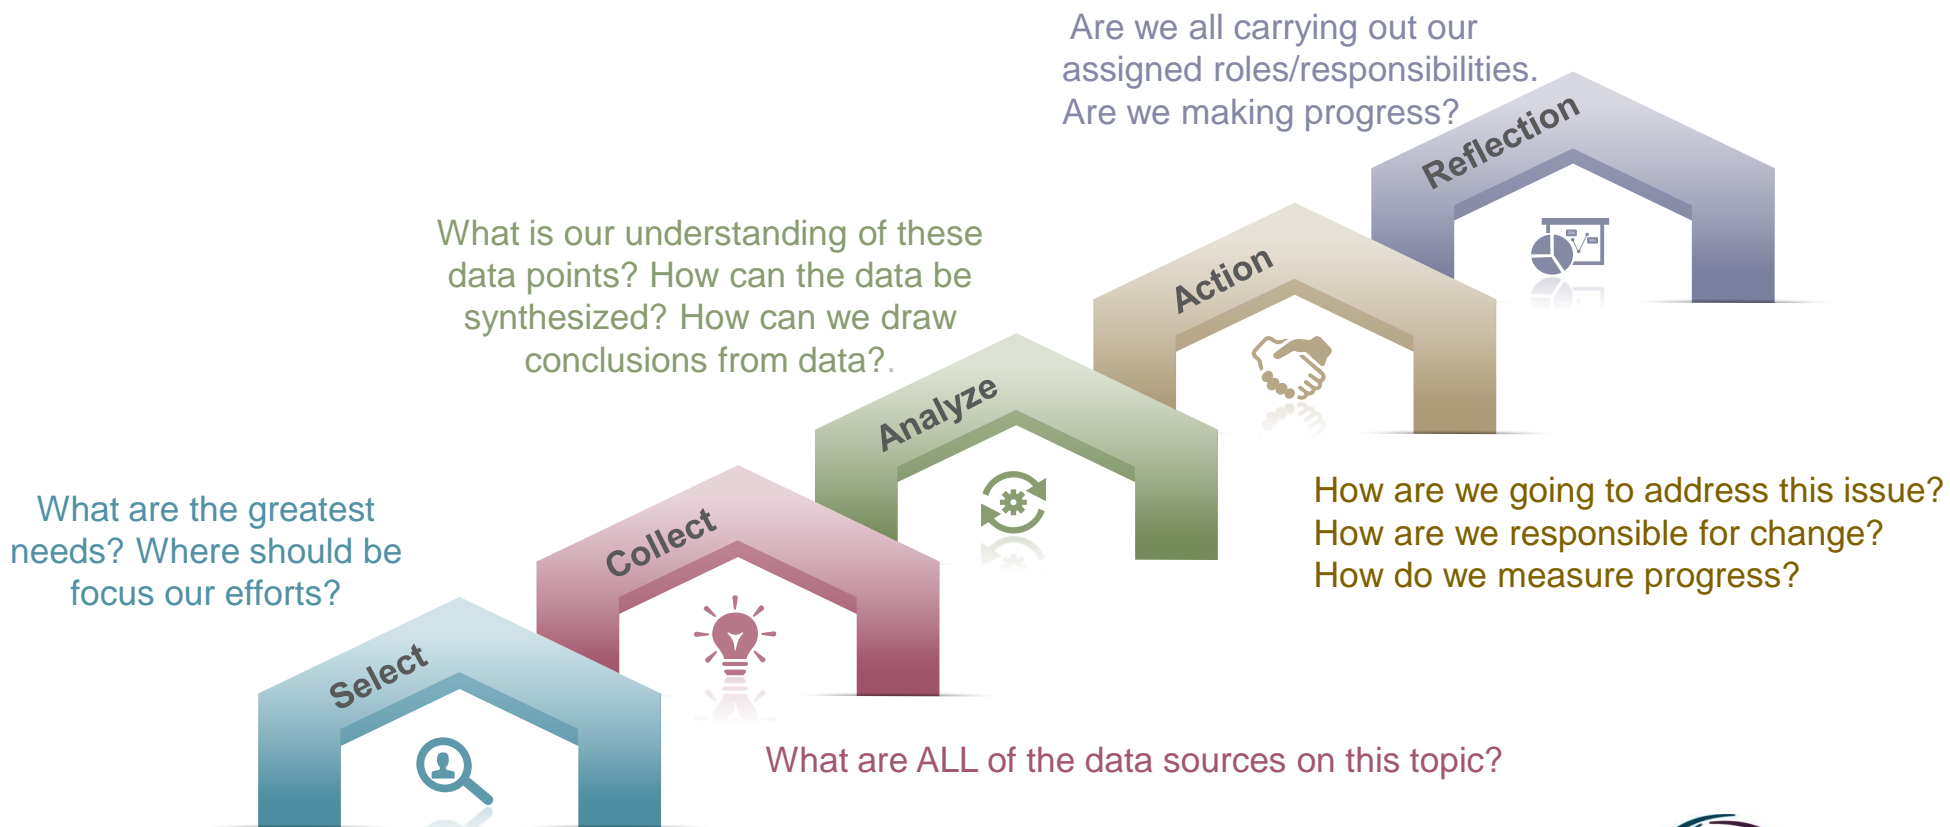 What are the greatest
needs? Where should be
focus our efforts?
Select
Collect
What are ALL of the data sources on this topic?
What is our understanding of these
data points? How can the data be
synthesized? How can we draw
conclusions from data?.
Analyze
Action
How are we going to address this issue?
How are we responsible for change?
How do we measure progress?
Are we all carrying out our
assigned roles/responsibilities.
Are we making progress?
Reflection